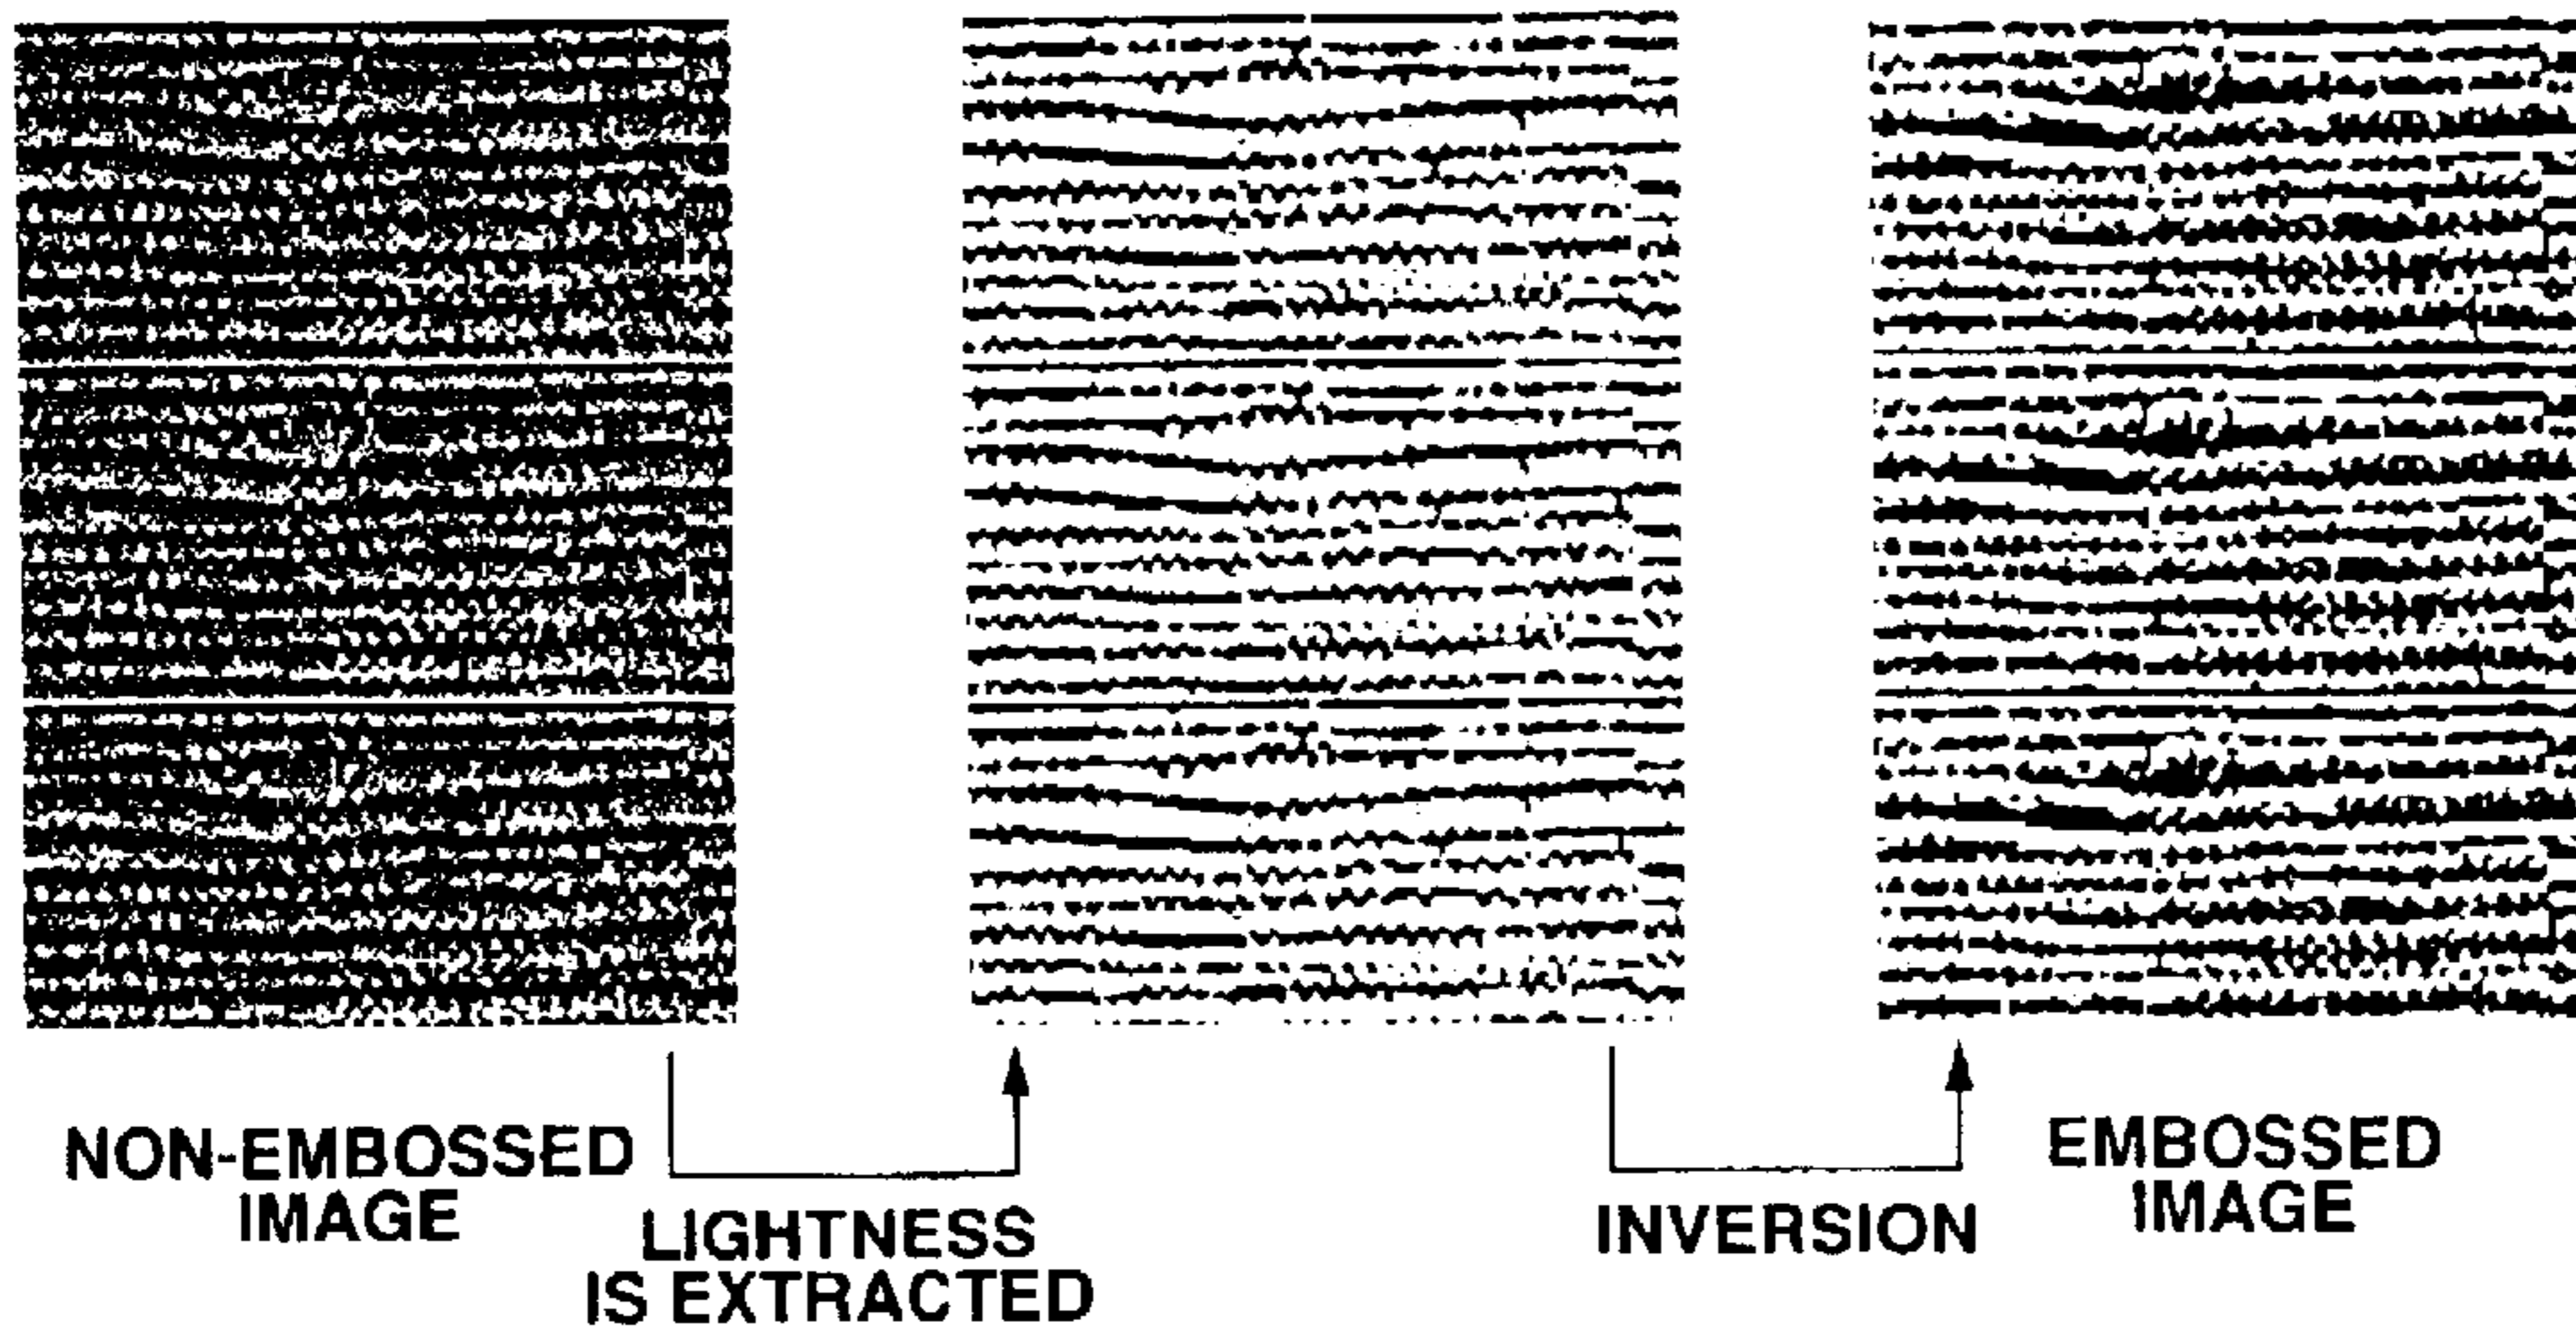 NON-EMBOSSED
IMAGE
LIGHTNESS
IS EXTRACTED
INVERSION
EMBOSSED
IMAGE